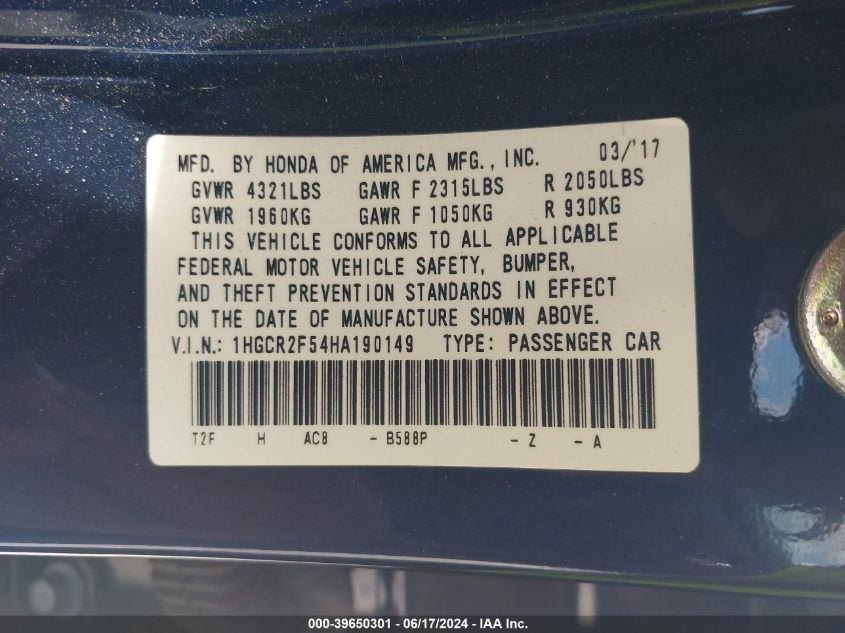 MFD. BY HONDA OF AMERICA MFG., INC. 03/'17
GVWR 4321LBS GAWR F 2315LBS R 2050LBS
GVWR 1960KG GAWR F 1050KG R 930KG
THIS VEHICLE CONFORMS TO ALL APPLICABLE
FEDERAL MOTOR VEHICLE SAFETY, BUMPER,
AND THEFT PREVENTION STANDARDS IN EFFECT
ON THE DATE OF MANUFACTURE SHOWN ABOVE.
V.I.N.: 1HGCR2F54HA190149 TYPE: PASSENGER CAR
T2F H AC8 - B588P - Z - A
000-39650301 - 06/17/2024 - IAA Inc.